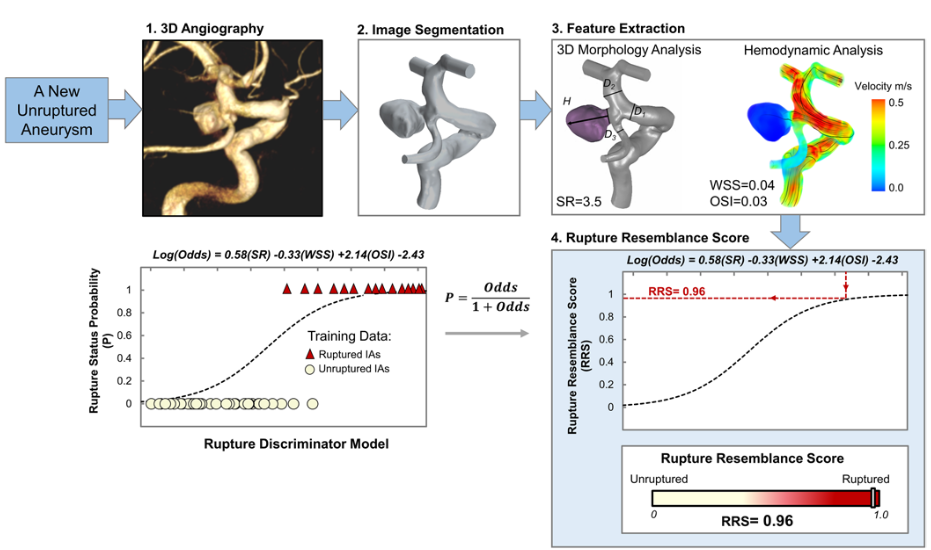 1. 3D Angiography
2. Image Segmentation
3. Feature Extraction
A New
Unruptured
Aneurysm
3D Morphology Analysis
D2
H
D1
D3
SR=3.5
Hemodynamic Analysis
Velocity m/s
0.5
0.25
0.0
WSS=0.04
OSI=0.03
4. Rupture Resemblance Score
Log(Odds) = 0.58(SR) -0.33(WSS) +2.14(OSI) -2.43
Rupture Status Probability
(P)
1
0.8
0.6
0.4
0.2
0
Training Data:
Ruptured IAs
Unruptured IAs
Rupture Discriminator Model
P = Odds / 1 + Odds
Log(Odds) = 0.58(SR) -0.33(WSS) +2.14(OSI) -2.43
Rupture Resemblance Score
(RRS)
1
0.8
0.6
0.4
0.2
0
RRS= 0.96
Rupture Resemblance Score
Unruptured Ruptured
0 1.0
RRS= 0.96